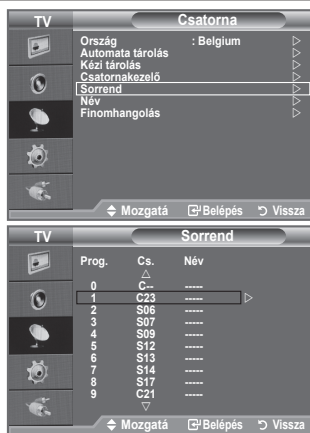 TV Csatorna
Ország : Belgium
Automata tárolás
Kézi tárolás
Csatornakezelő
Sorrend
Név
Finomhangolás
Mozgatá Belépés Vissza
TV Sorrend
Prog. Cs. Név
0 C-- -----
1 C23 -----
2 S06 -----
3 S07 -----
4 S09 -----
5 S12 -----
6 S13 -----
7 S14 -----
8 S17 -----
9 C21 -----
Mozgatá Belépés Vissza